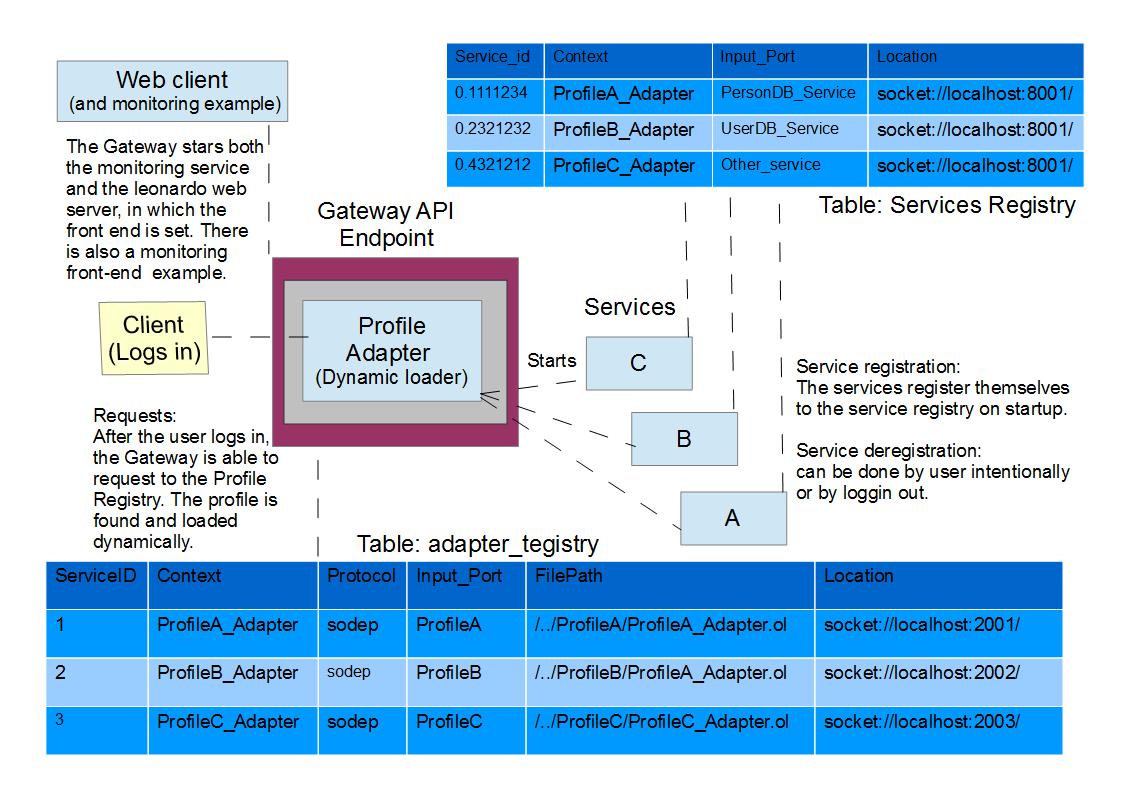 Web client
(and monitoring example)
The Gateway stars both
the monitoring service
and the leonardo web
server, in which the
front end is set. There
is also a monitoring
front-end example.
Service_id Context Input_Port Location
0.1111234 ProfileA_Adapter PersonDB_Service socket://localhost:8001/
0.2321232 ProfileB_Adapter UserDB_Service socket://localhost:8001/
0.4321212 ProfileC_Adapter Other_service socket://localhost:8001/
Table: Services Registry
Gateway API
Endpoint
Client
(Logs in)
Profile
Adapter
(Dynamic loader)
Services
Starts
C
B
A
Service registration:
The services register themselves
to the service registry on startup.
Service deregistration:
can be done by user intentionally
or by loggin out.
Requests:
After the user logs in,
the Gateway is able to
request to the Profile
Registry. The profile is
found and loaded
dynamically.
Table: adapter_tegistry
ServiceID Context Protocol Input_Port FilePath Location
1 ProfileA_Adapter sodep ProfileA /../ProfileA/ProfileA_Adapter.ol socket://localhost:2001/
2 ProfileB_Adapter sodep ProfileB /../ProfileB/ProfileA_Adapter.ol socket://localhost:2002/
3 ProfileC_Adapter sodep ProfileC /../ProfileC/ProfileC_Adapter.ol socket://localhost:2003/